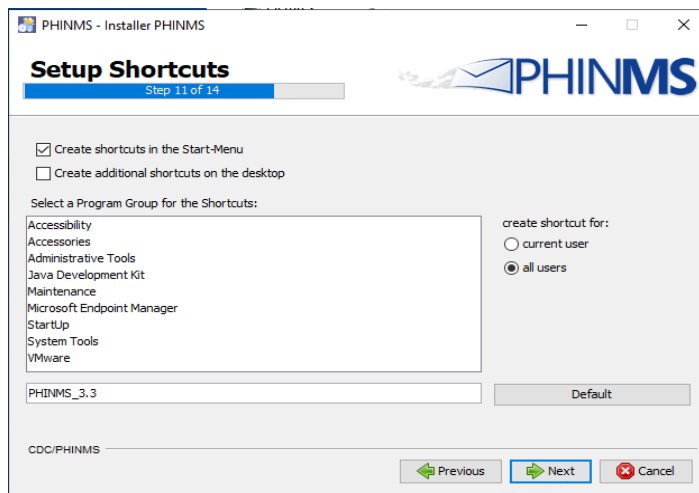 PHINMS - Installer PHINMS
Setup Shortcuts
Step 11 of 14
PHINMS
Create shortcuts in the Start-Menu
Create additional shortcuts on the desktop
Select a Program Group for the Shortcuts:
Accessibility
Accessories
Administrative Tools
Java Development Kit
Maintenance
Microsoft Endpoint Manager
StartUp
System Tools
VMware
create shortcut for:
current user
all users
PHINMS_3.3
Default
CDC/PHINMS
Previous
Next
Cancel